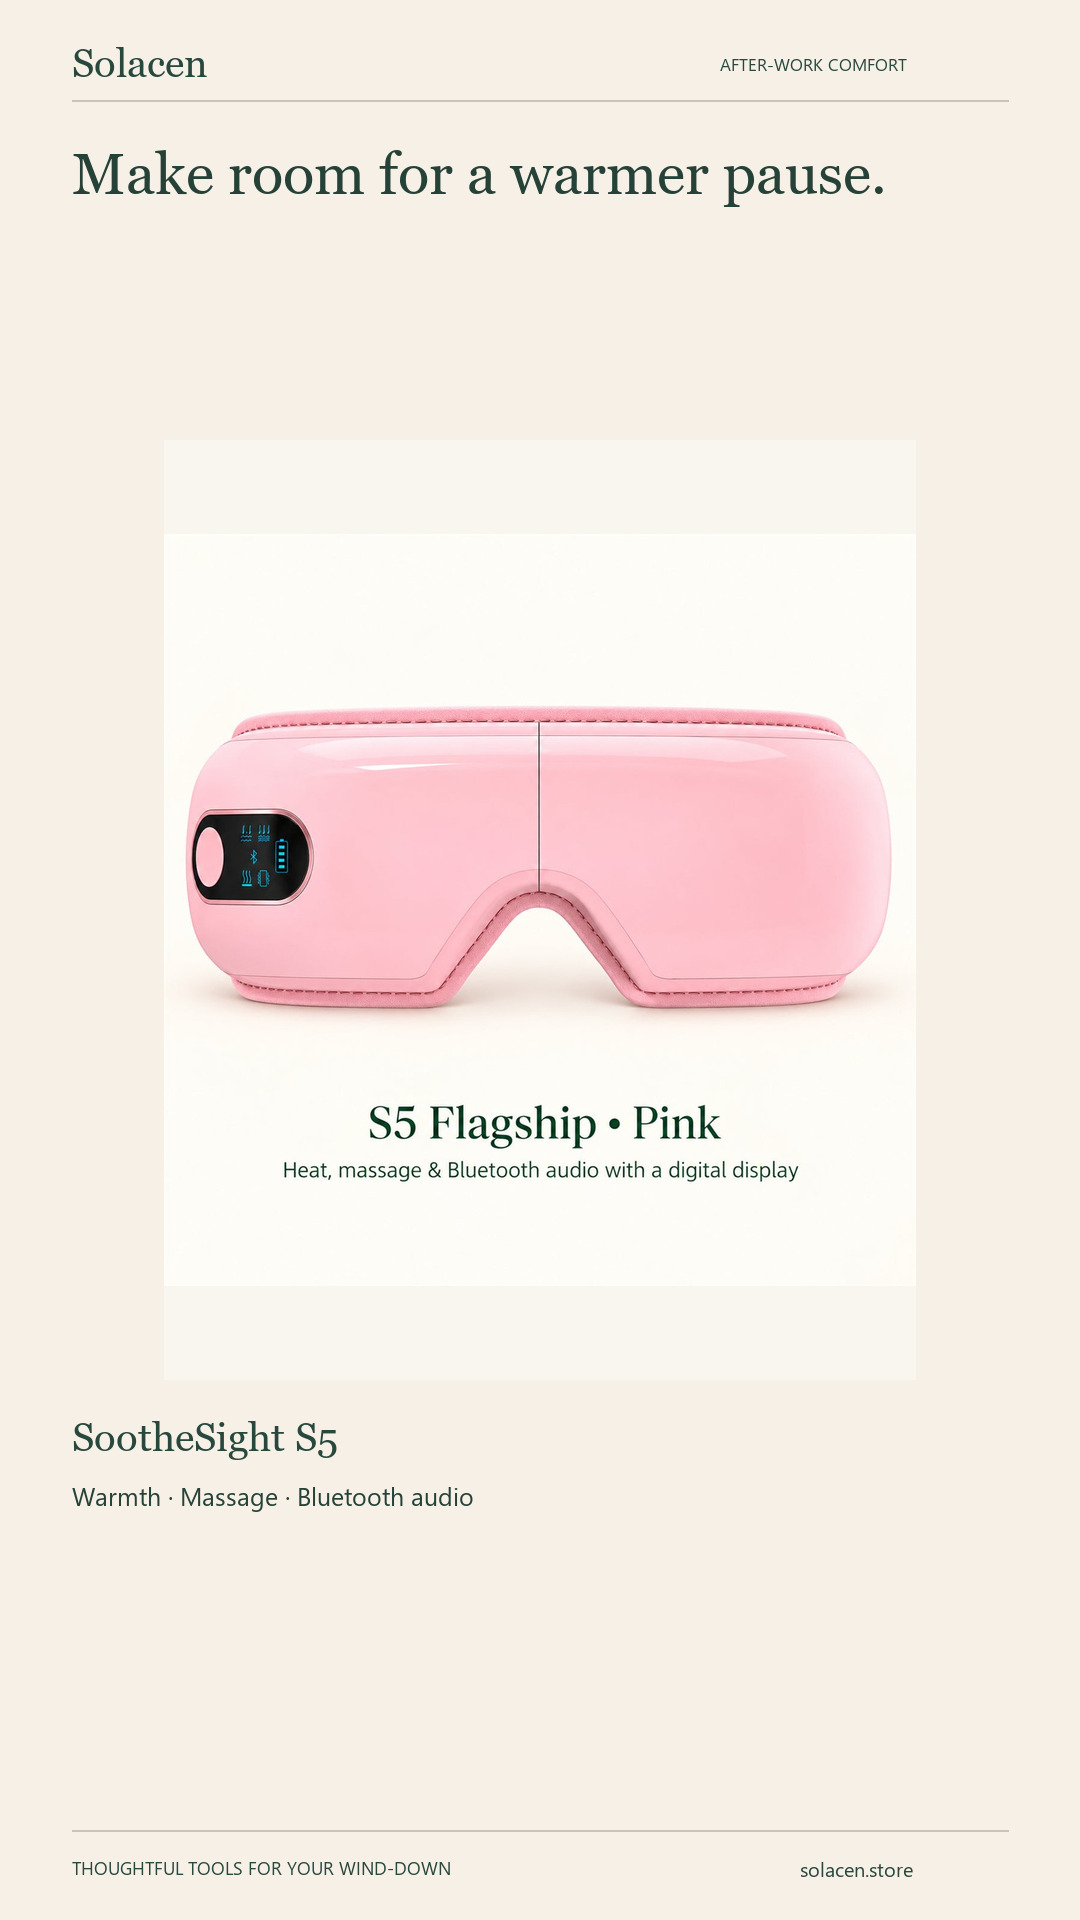 Solacen
AFTER-WORK COMFORT
Make room for a warmer pause.
S5 Flagship • Pink
Heat, massage & Bluetooth audio with a digital display
SootheSight S5
Warmth · Massage · Bluetooth audio
THOUGHTFUL TOOLS FOR YOUR WIND-DOWN
solacen.store